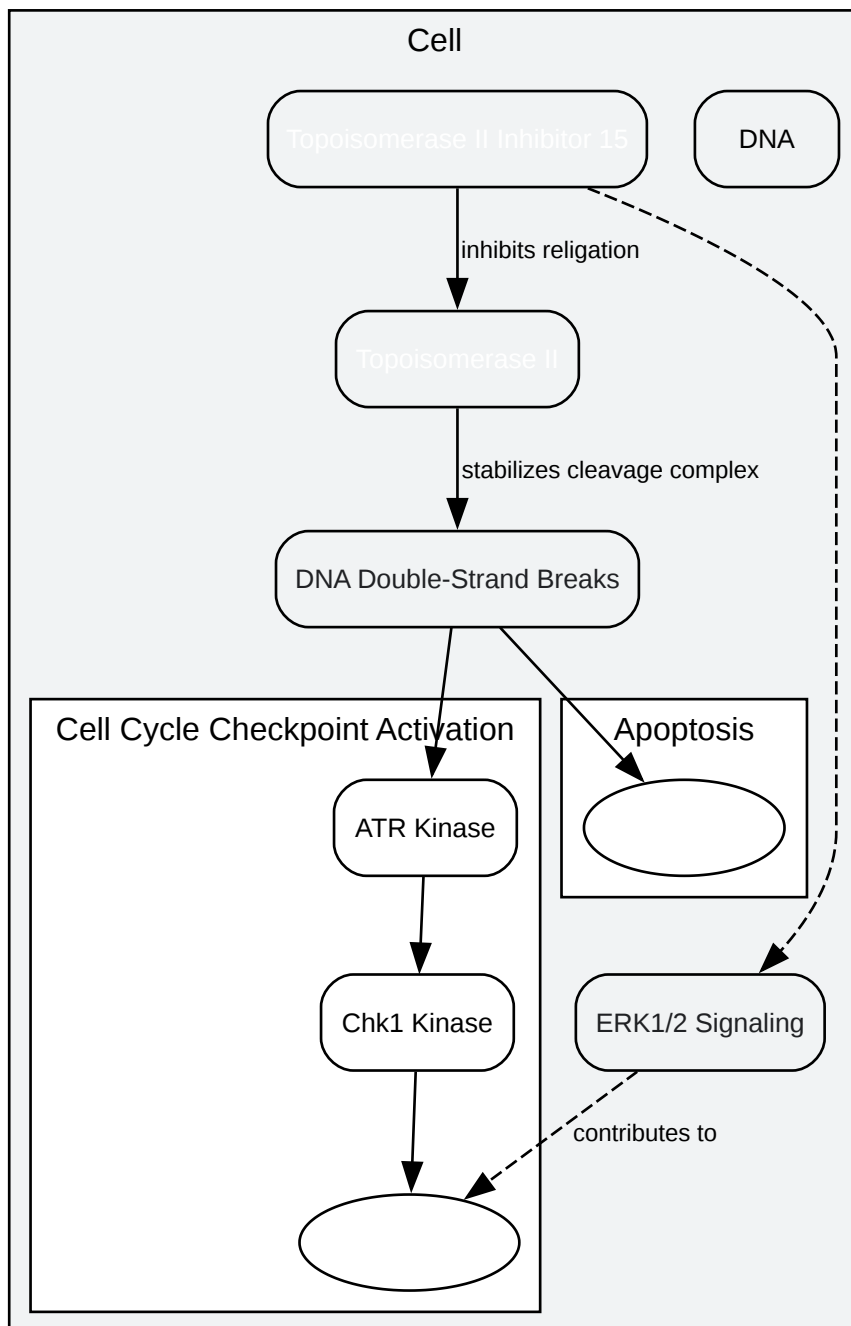 Cell
Topoisomerase II Inhibitor 15
DNA
inhibits religation
Topoisomerase II
stabilizes cleavage complex
DNA Double-Strand Breaks
Cell Cycle Checkpoint Activation
Apoptosis
ATR Kinase
Chk1 Kinase
ERK1/2 Signaling
contributes to